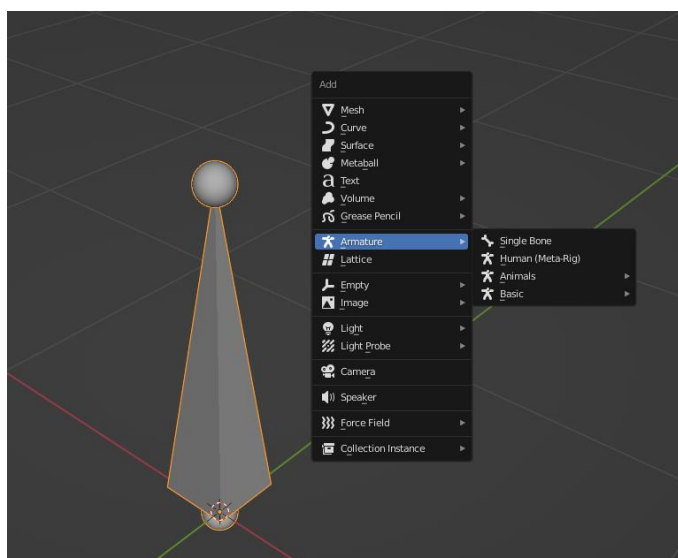 Add
Mesh
Curve
Surface
Metaball
Text
Volume
Grease Pencil
Armature
Lattice
Empty
Image
Light
Light Probe
Camera
Speaker
Force Field
Collection Instance
Single Bone
Human (Meta-Rig)
Animals
Basic